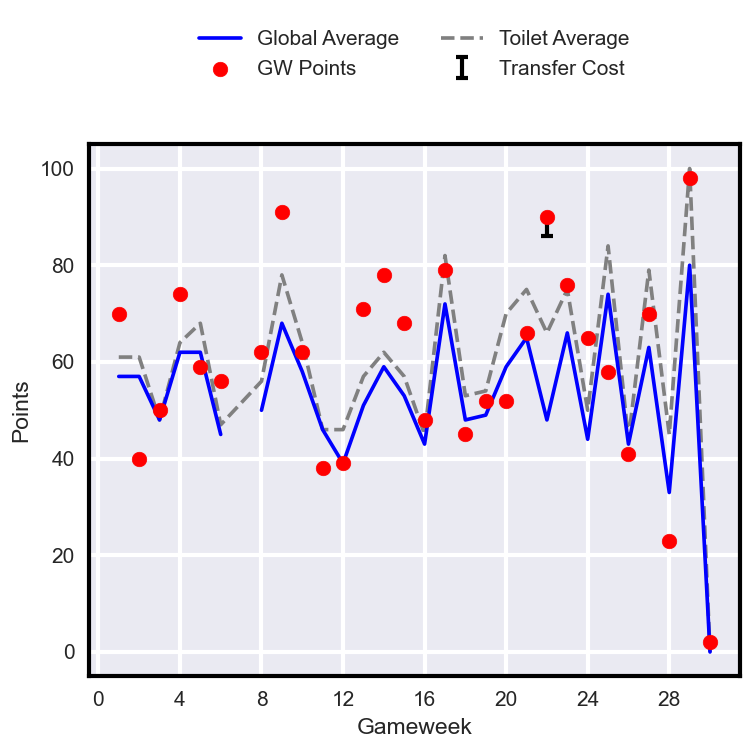 Global Average
Toilet Average
GW Points
Transfer Cost
100
80
60
40
20
0
Points
0 4 8 12 16 20 24 28
Gameweek